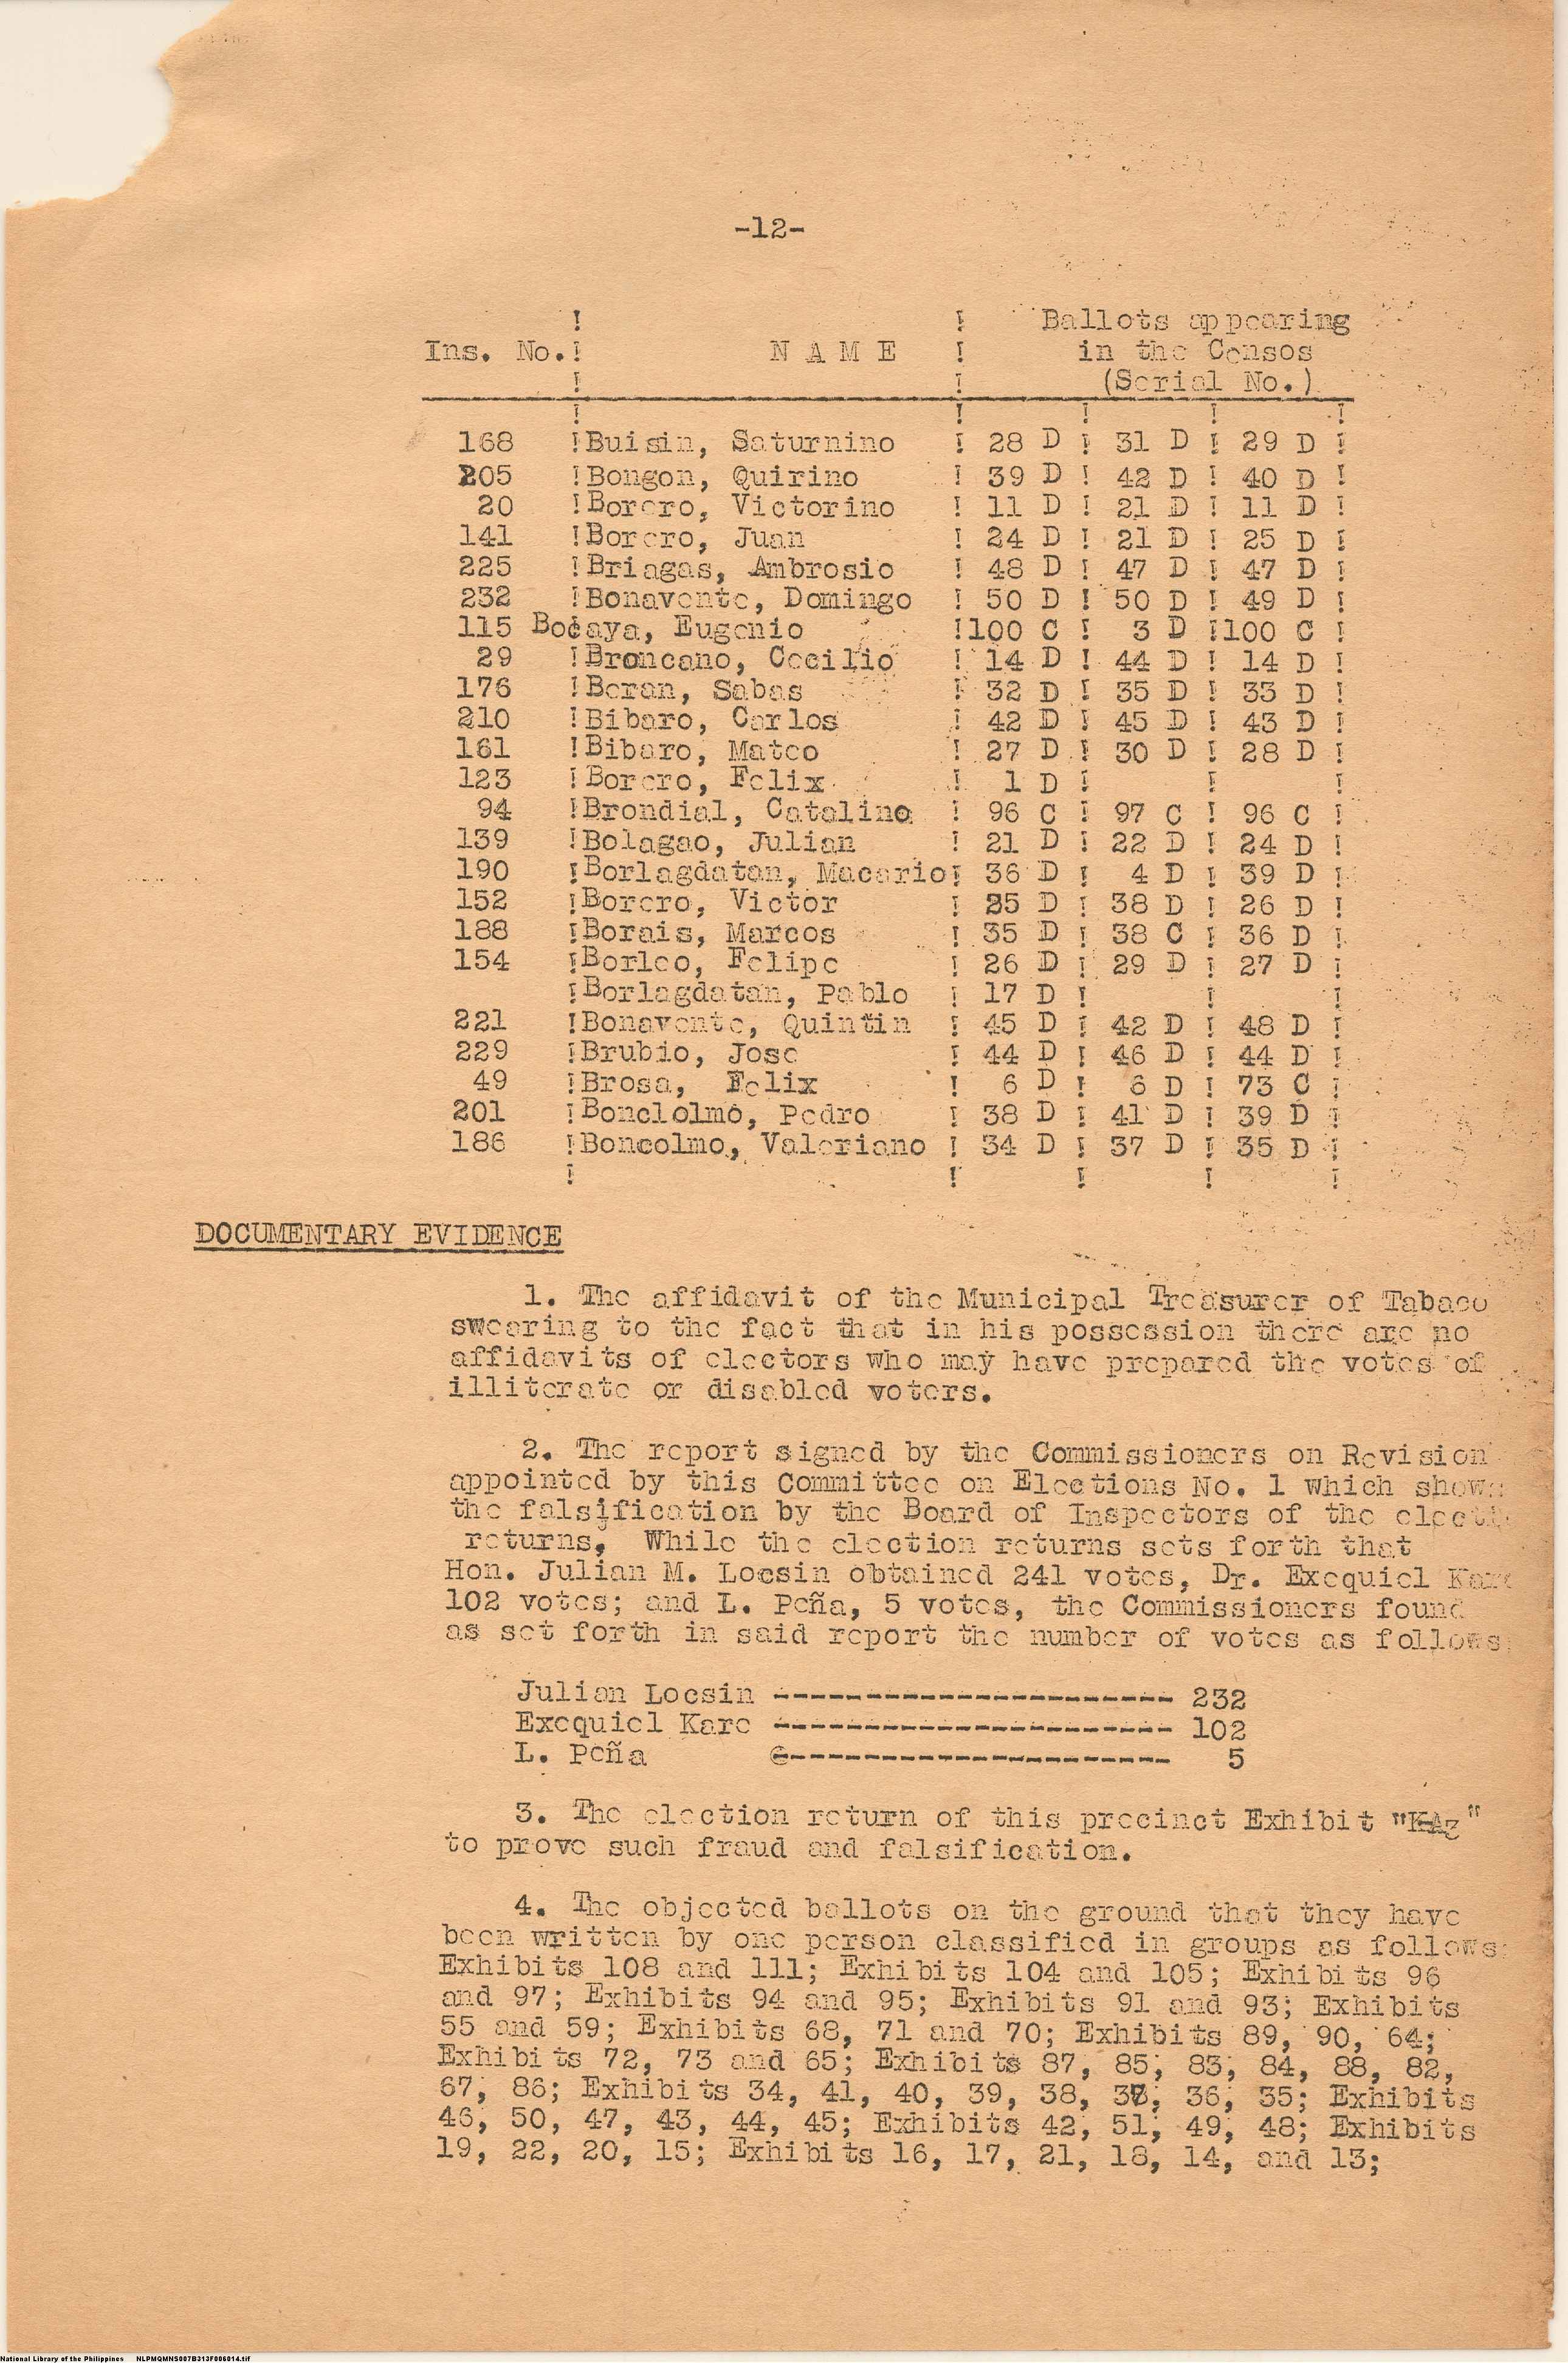 -12-
! ! Ballots appearing
Ins. No.! N A M E ! in the Censos
! ! (Serial No.)
! ! ! ! !
168 !Buisin, Saturnino ! 28 D ! 31 D ! 29 D !
205 !Bongon, Quirino ! 39 D ! 42 D ! 40 D !
20 !Borero, Victorino ! 11 D ! 21 D ! 11 D !
141 !Borero, Juan ! 24 D ! 21 D ! 25 D !
225 !Briagas, Ambrosio ! 48 D ! 47 D ! 47 D !
232 !Bonavente, Domingo ! 50 D ! 50 D ! 49 D !
115 Bocaya, Eugenio !100 C ! 3 D !100 C !
29 !Broncano, Cecilio ! 14 D ! 44 D ! 14 D !
176 !Beran, Sabas ! 32 D ! 35 D ! 33 D !
210 !Bibaro, Carlos ! 42 D ! 45 D ! 43 D !
161 !Bibaro, Mateo ! 27 D ! 30 D ! 28 D !
123 !Borero, Felix ! 1 D ! ! !
94 !Brondial, Catalino ! 96 C ! 97 C ! 96 C !
139 !Bolagao, Julian ! 21 D ! 22 D ! 24 D !
190 !Borlagdatan, Macario! 36 D ! 4 D ! 39 D !
152 !Borero, Victor ! 25 D ! 38 D ! 26 D !
188 !Borais, Marcos ! 35 D ! 38 C ! 36 D !
154 !Borleo, Felipe ! 26 D ! 29 D ! 27 D !
!Borlagdatan, Pablo ! 17 D ! ! !
221 !Bonavente, Quintin ! 45 D ! 42 D ! 48 D !
229 !Brubio, Jose ! 44 D ! 46 D ! 44 D !
49 !Brosa, Felix ! 6 D ! 6 D ! 73 C !
201 !Bonclolmo, Pedro ! 38 D ! 41 D ! 39 D !
186 !Boncolmo, Valeriano ! 34 D ! 37 D ! 35 D !
! ! ! ! !
DOCUMENTARY EVIDENCE
1. The affidavit of the Municipal Treasurer of Tabaco
swearing to the fact that in his possession there are no
affidavits of electors who may have prepared the votes of
illiterate or disabled voters.
2. The report signed by the Commissioners on Revision
appointed by this Committee on Elections No. 1 which shows
the falsification by the Board of Inspectors of the electi
returns, While the election returns sets forth that
Hon. Julian M. Locsin obtained 241 votes, Dr. Exequiel Kare
102 votes; and L. Peña, 5 votes, the Commissioners found
as set forth in said report the number of votes as follows:
Julian Locsin ---------------------- 232
Exequiel Kare ---------------------- 102
L. Peña ---------------------- 5
3. The election return of this precinct Exhibit
to prove such fraud and falsification.
4. The objected ballots on the ground that they have
been written by one person classified in groups as follows:
Exhibits 108 and 111; Exhibits 104 and 105; Exhibits 96
and 97; Exhibits 94 and 95; Exhibits 91 and 93; Exhibits
55 and 59; Exhibits 68, 71 and 70; Exhibits 89, 90, 64;
Exhibits 72, 73 and 65; Exhibits 87, 85, 83, 84, 88, 82,
67, 86; Exhibits 34, 41, 40, 39, 38, 37, 36, 35; Exhibits
46, 50, 47, 43, 44, 45; Exhibits 42, 51, 49, 48; Exhibits
19, 22, 20, 15; Exhibits 16, 17, 21, 18, 14, and 13;
National Library of the Philippines NLPMQMNS007B313F006014.tif